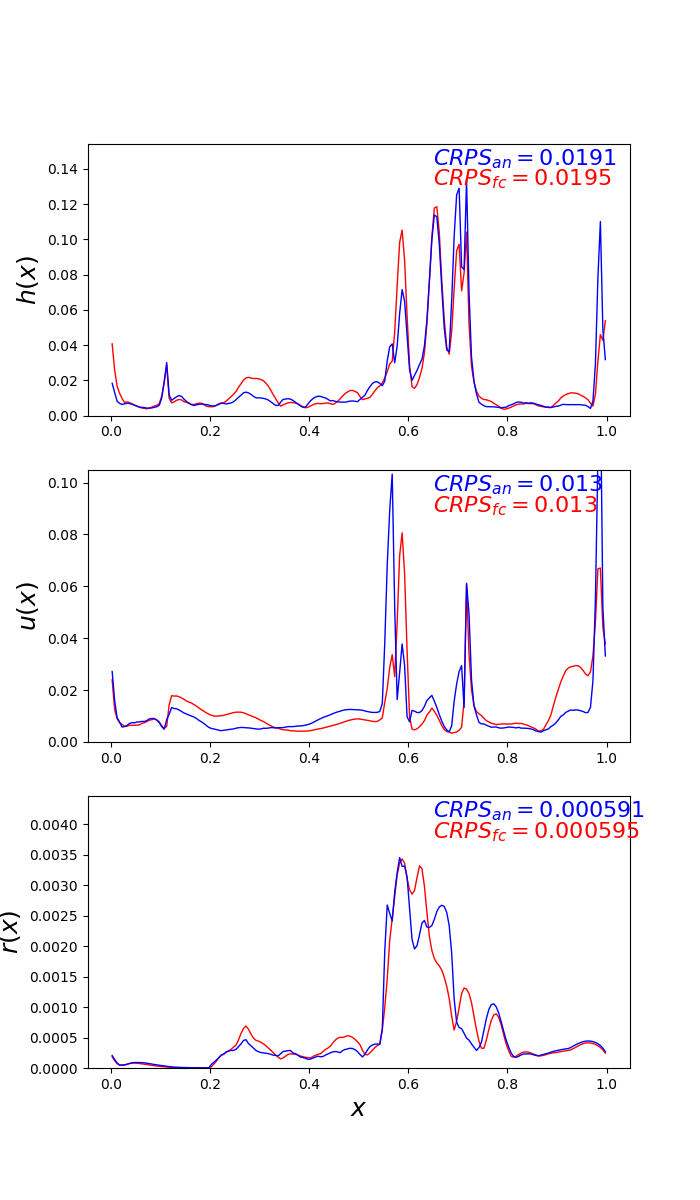 CRPS_an = 0.0191
CRPS_fc = 0.0195
h(x)
0.14
0.12
0.10
0.08
0.06
0.04
0.02
0.00
0.0 0.2 0.4 0.6 0.8 1.0
CRPS_an = 0.013
CRPS_fc = 0.013
u(x)
0.10
0.08
0.06
0.04
0.02
0.00
0.0 0.2 0.4 0.6 0.8 1.0
CRPS_an = 0.000591
CRPS_fc = 0.000595
r(x)
0.0040
0.0035
0.0030
0.0025
0.0020
0.0015
0.0010
0.0005
0.0000
0.0 0.2 0.4 0.6 0.8 1.0
x